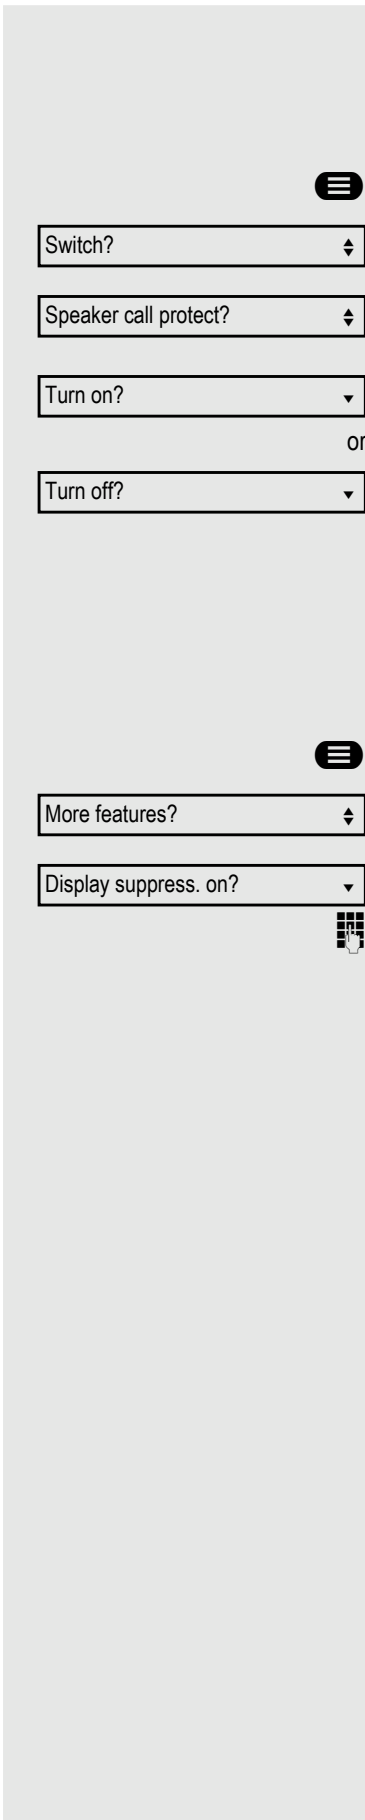 Switch?
Speaker call protect?
Turn on?
or
Turn off?
More features?
Display suppress. on?